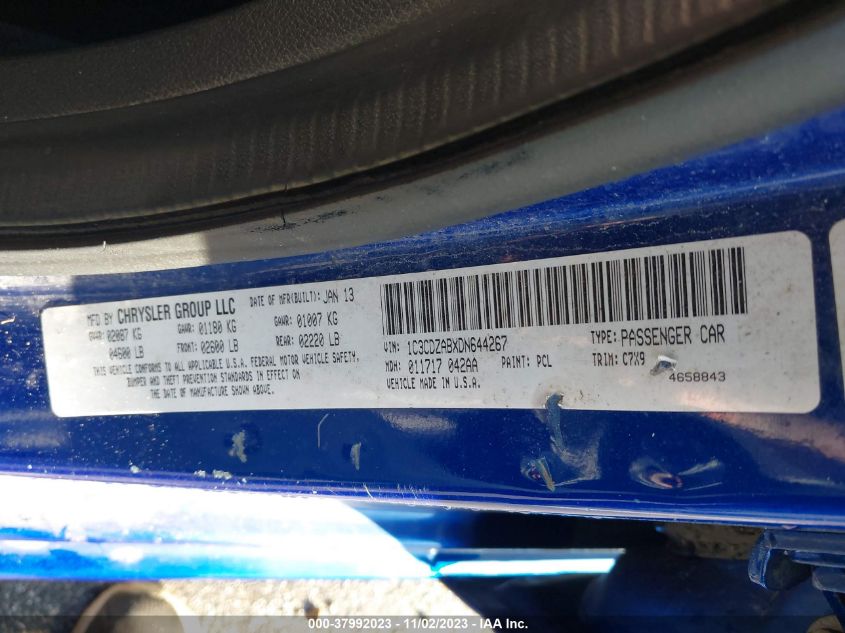 MFD BY CHRYSLER GROUP LLC DATE OF MFR(BUILT): JAN 13
GVWR: 02087 KG GAWR: 01180 KG GAWR: 01007 KG
04600 LB FRONT: 02600 LB REAR: 02220 LB
THIS VEHICLE CONFORMS TO ALL APPLICABLE U.S.A. FEDERAL MOTOR VEHICLE SAFETY,
BUMPER AND THEFT PREVENTION STANDARDS IN EFFECT ON
THE DATE OF MANUFACTURE SHOWN ABOVE.
VIN: 1C3CDZABXDN644267 TYPE: PASSENGER CAR
MDH: 011717 042AA PAINT: PCL TRIM: C7X9
VEHICLE MADE IN U.S.A. 4658843
000-37992023 - 11/02/2023 - IAA Inc.